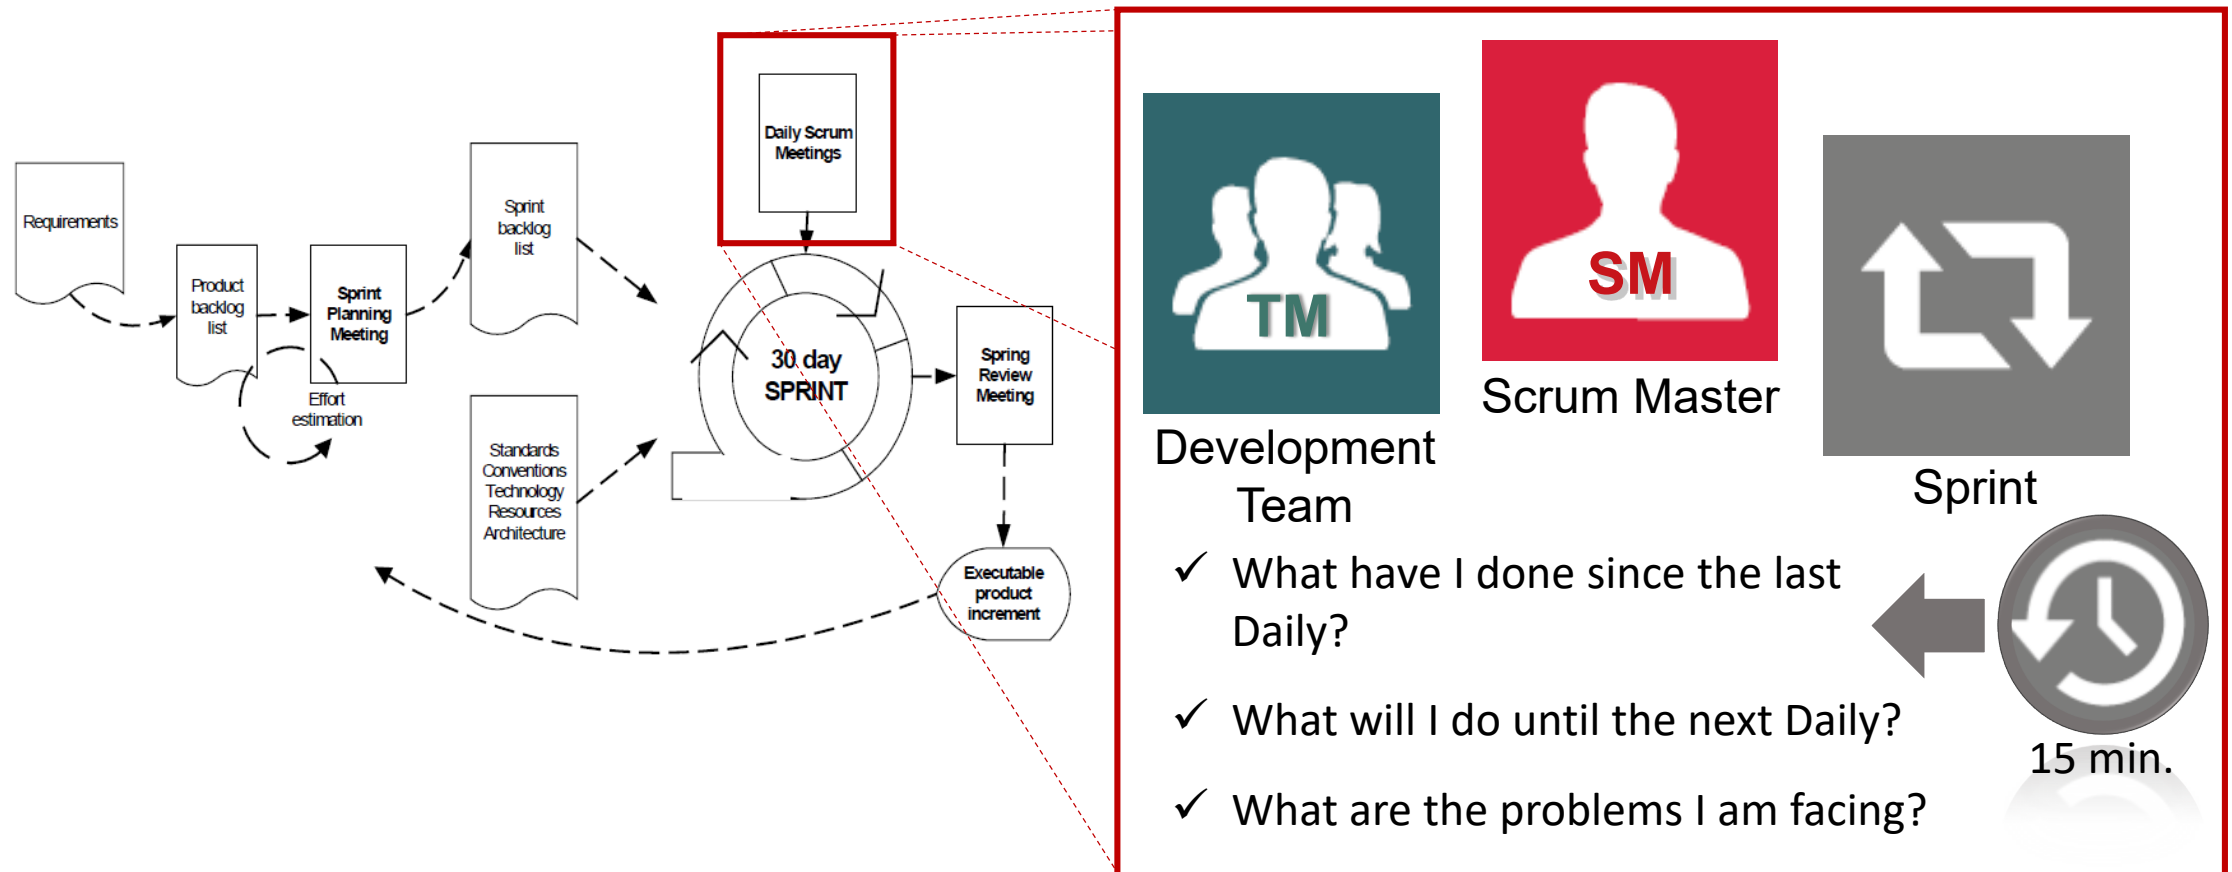 Requirements
Product
backlog
list
Sprint
Planning
Meeting
Effort
estimation
Sprint
backlog
list
Standards
Conventions
Technology
Resources
Architecture
Daily Scrum
Meetings
30 day
SPRINT
Spring
Review
Meeting
Executable
product
increment
TM
Development
Team
SM
Scrum Master
Sprint
What have I done since the last
Daily?
What will I do until the next Daily?
What are the problems I am facing?
15 min.